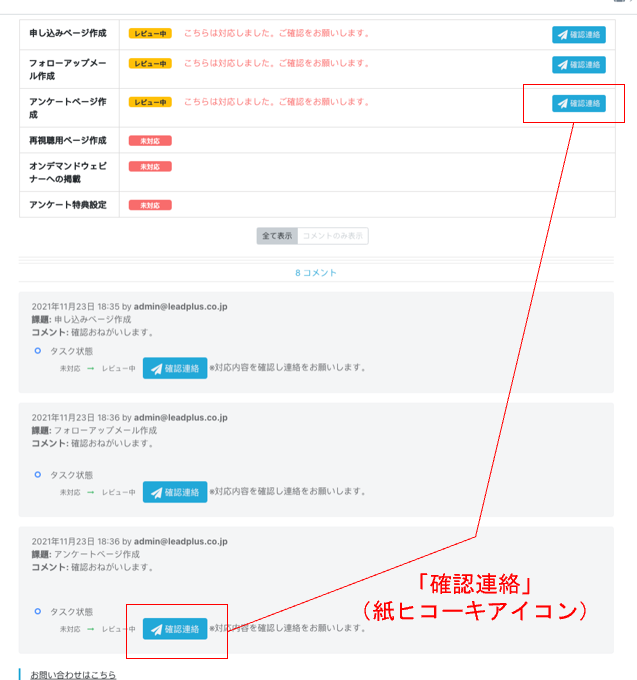 申し込みページ作成 レビュー中 こちらは対応しました。ご確認をお願いします。 確認連絡
フォローアップメー
ル作成 レビュー中 こちらは対応しました。ご確認をお願いします。 確認連絡
アンケートページ作
成 レビュー中 こちらは対応しました。ご確認をお願いします。 確認連絡
再視聴用ページ作成 未対応
オンデマンドウェビ
ナーへの掲載 未対応
アンケート特典設定 未対応
全て表示 コメントのみ表示
8 コメント
2021年11月23日 18:35 by admin@leadplus.co.jp
課題: 申し込みページ作成
コメント: 確認おねがいします。
タスク状態
未対応 → レビュー中 確認連絡 ※対応内容を確認し連絡をお願いします。
2021年11月23日 18:36 by admin@leadplus.co.jp
課題: フォローアップメール作成
コメント: 確認おねがいします。
タスク状態
未対応 → レビュー中 確認連絡 ※対応内容を確認し連絡をお願いします。
2021年11月23日 18:36 by admin@leadplus.co.jp
課題: アンケートページ作成
コメント: 確認おねがいします。
タスク状態
未対応 → レビュー中 確認連絡 ※対応内容を確認し連絡をお願いします。
「確認連絡」
（紙ヒコーキアイコン）
お問い合わせはこちら